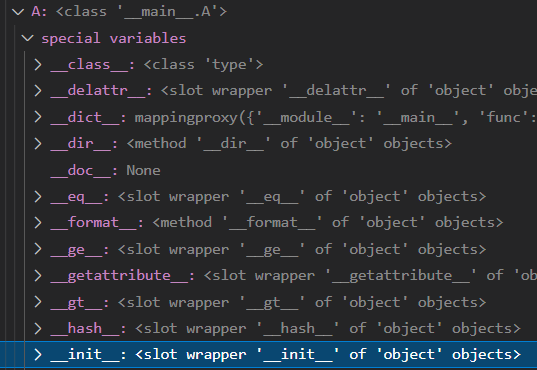 A: <class '__main__.A'>
special variables
__class__: <class 'type'>
__delattr__: <slot wrapper '__delattr__' of 'object' obje
__dict__: mappingproxy({'__module__': '__main__', 'func':
__dir__: <method '__dir__' of 'object' objects>
__doc__: None
__eq__: <slot wrapper '__eq__' of 'object' objects>
__format__: <method '__format__' of 'object' objects>
__ge__: <slot wrapper '__ge__' of 'object' objects>
__getattribute__: <slot wrapper '__getattribute__' of 'ob
__gt__: <slot wrapper '__gt__' of 'object' objects>
__hash__: <slot wrapper '__hash__' of 'object' objects>
__init__: <slot wrapper '__init__' of 'object' objects>